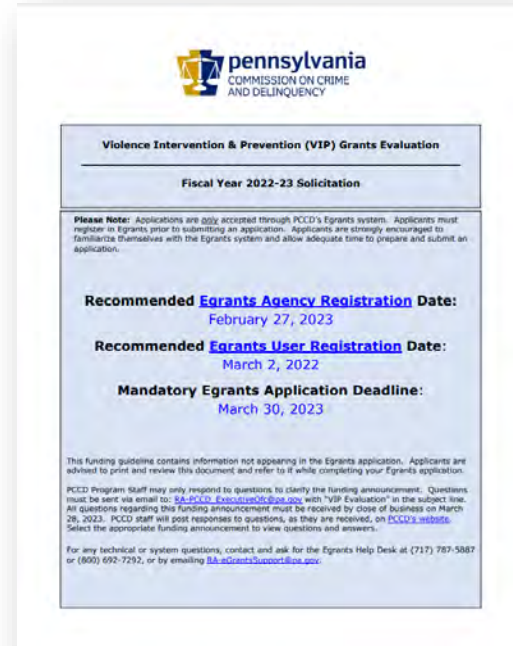 pennsylvania
COMMISSION ON CRIME
AND DELINQUENCY
Violence Intervention & Prevention (VIP) Grants Evaluation
Fiscal Year 2022-23 Solicitation
Please Note: Applications are only accepted through PCCD's Egrants system. Applicants must
register in Egrants prior to submitting an application. Applicants are strongly encouraged to
familiarize themselves with the Egrants system and allow adequate time to prepare and submit an
application.
Recommended Egrants Agency Registration Date:
February 27, 2023
Recommended Egrants User Registration Date:
March 2, 2022
Mandatory Egrants Application Deadline:
March 30, 2023
This funding guideline contains information not appearing in the Egrants application. Applicants are
advised to print and review this document and refer to it while completing your Egrants application.
PCCD Program Staff may only respond to questions to clarify the funding announcement. Questions
must be sent via email to: RA-PCCD_ExecutiveOfc@pa.gov with "VIP Evaluation" in the subject line.
All questions regarding this funding announcement must be received by close of business on March
28, 2023. PCCD staff will post responses to questions, as they are received, on PCCD's website.
Select the appropriate funding announcement to view questions and answers.
For any technical or system questions, contact and ask for the Egrants Help Desk at (717) 787-5887
or (800) 692-7292, or by emailing RA-eGrantsSupport@pa.gov.